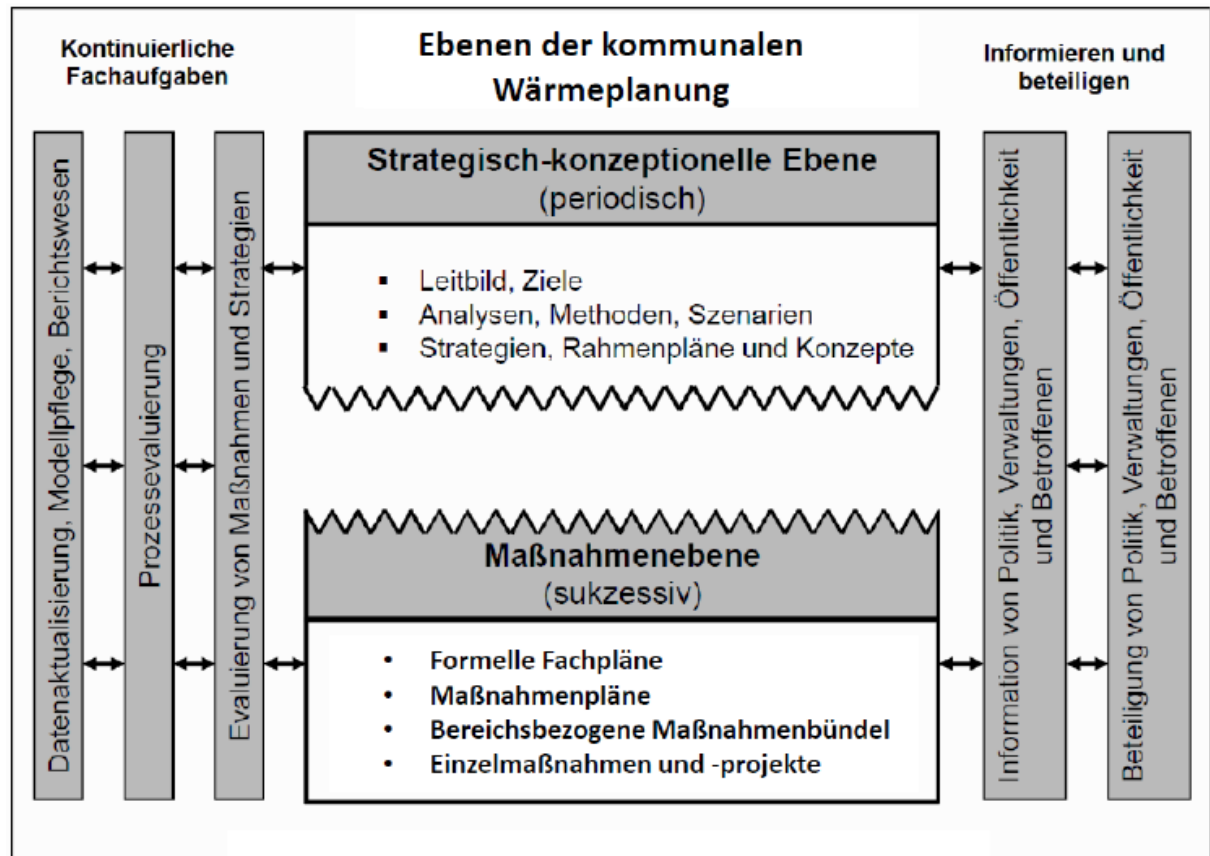 Kontinuierliche
Fachaufgaben
Ebenen der kommunalen
Wärmeplanung
Informieren und
beteiligen
Datenaktualisierung, Modellpflege, Berichtswesen
Prozessevaluierung
Evaluierung von Maßnahmen und Strategien
Strategisch-konzeptionelle Ebene
(periodisch)
▪ Leitbild, Ziele
▪ Analysen, Methoden, Szenarien
▪ Strategien, Rahmenpläne und Konzepte
Maßnahmenebene
(sukzessiv)
• Formelle Fachpläne
• Maßnahmenpläne
• Bereichsbezogene Maßnahmenbündel
• Einzelmaßnahmen und -projekte
Information von Politik, Verwaltungen, Öffentlichkeit
und Betroffenen
Beteiligung von Politik, Verwaltungen, Öffentlichkeit
und Betroffenen